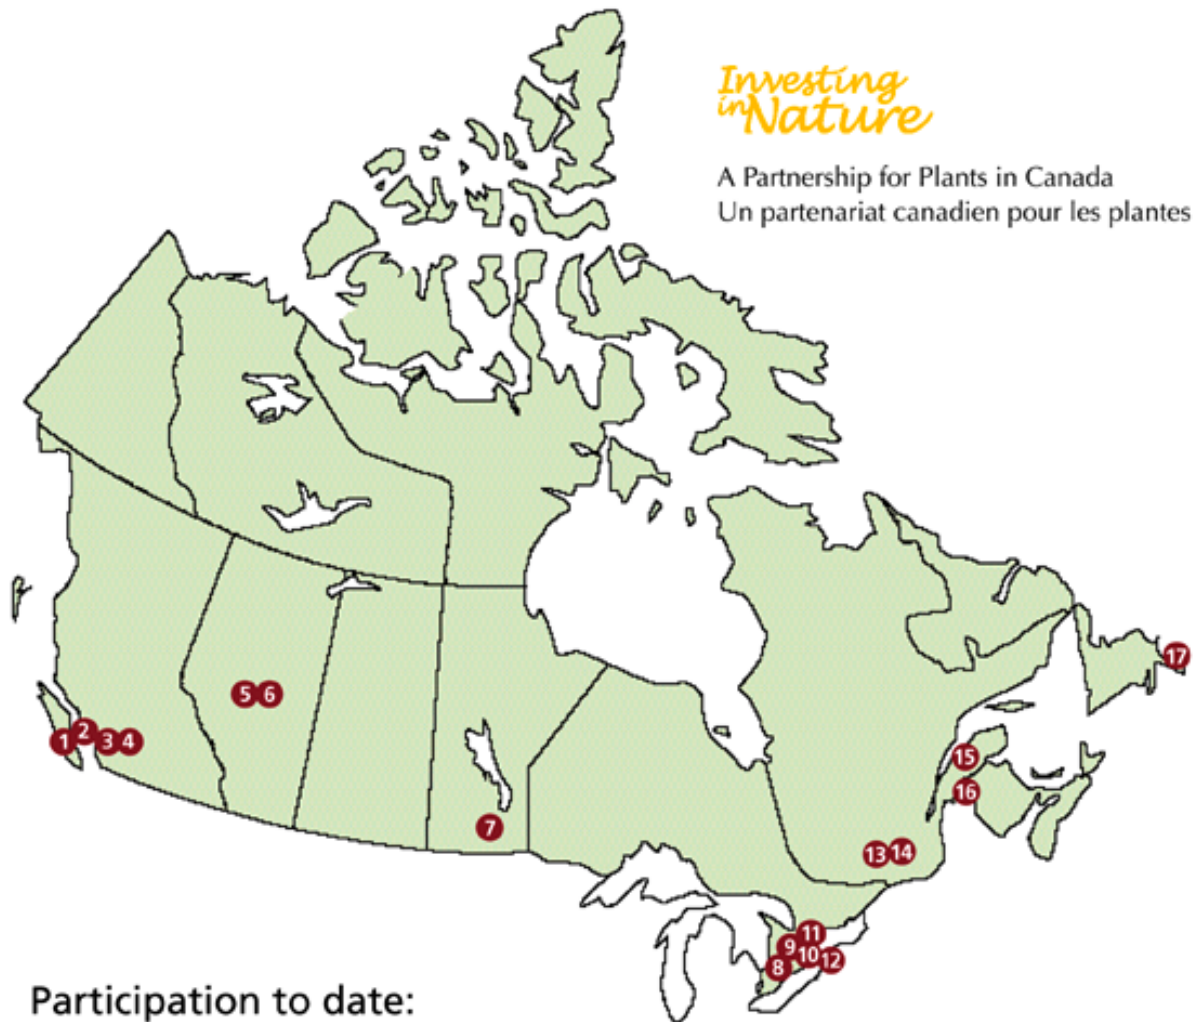 Investing
in Nature
A Partnership for Plants in Canada
Un partenariat canadien pour les plantes
17
5 6
2
1 3 4
15
16
7
13 14
11
9 10 12
8
Participation to date: